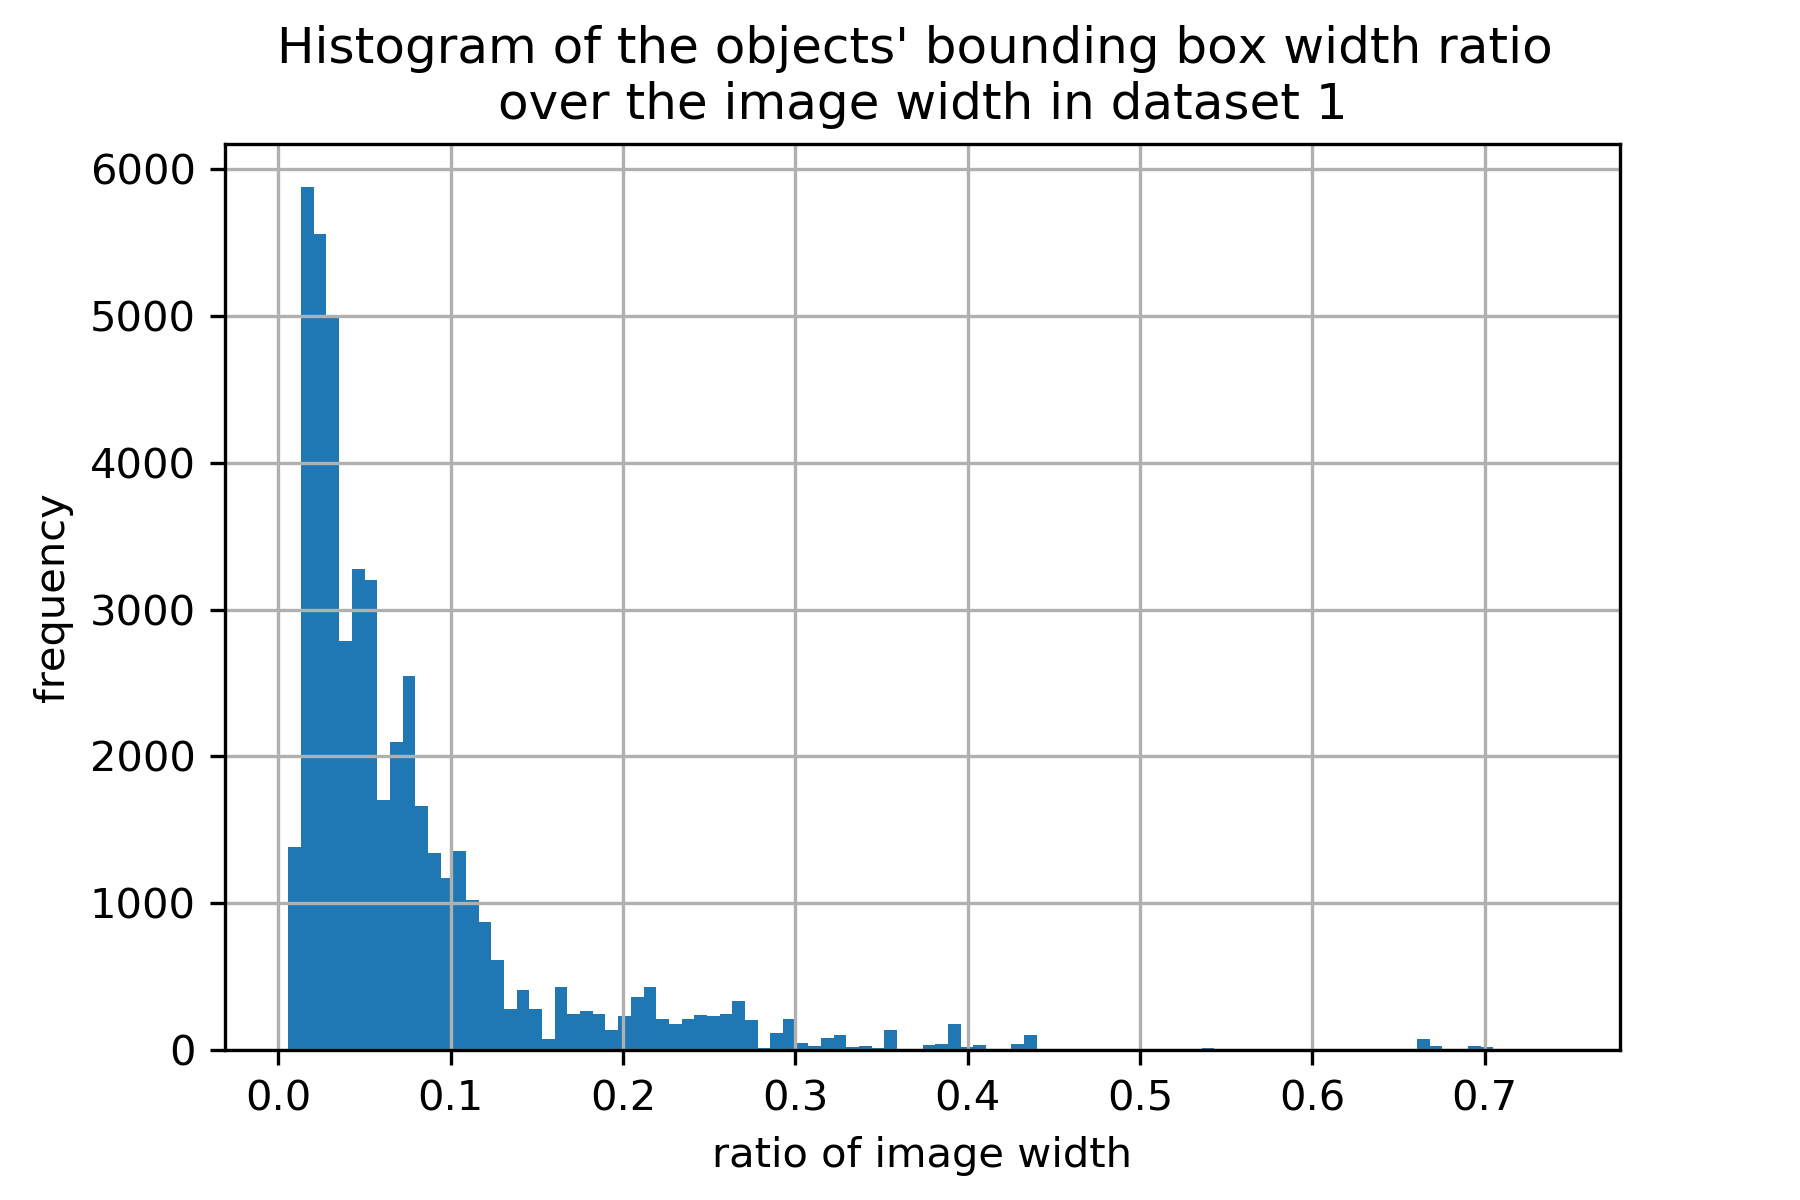 Histogram of the objects' bounding box width ratio
over the image width in dataset 1
6000
5000
4000
3000
2000
1000
0
frequency
0.0 0.1 0.2 0.3 0.4 0.5 0.6 0.7
ratio of image width